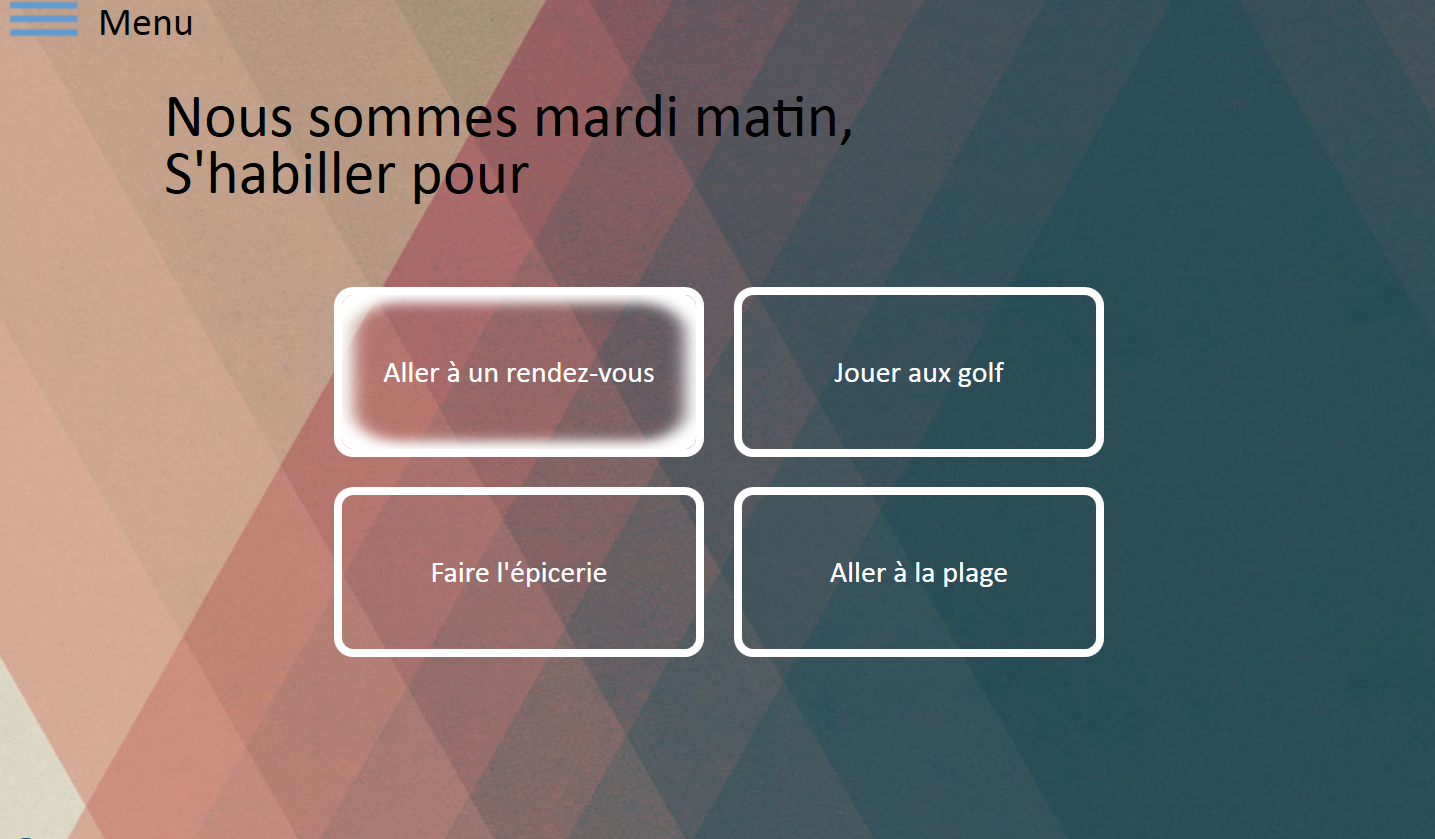 Menu
Nous sommes mardi matin,
S'habiller pour
Aller à un rendez-vous
Jouer aux golf
Faire l'épicerie
Aller à la plage